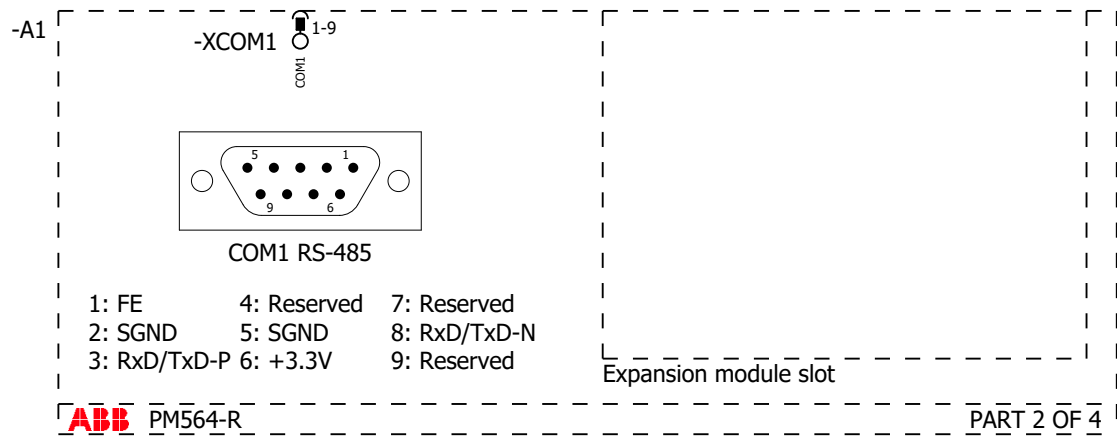 -A1
1-9
-XCOM1
COM1
5 1
9 6
COM1 RS-485
1: FE 4: Reserved 7: Reserved
2: SGND 5: SGND 8: RxD/TxD-N
3: RxD/TxD-P 6: +3.3V 9: Reserved
Expansion module slot
ABB PM564-R PART 2 OF 4